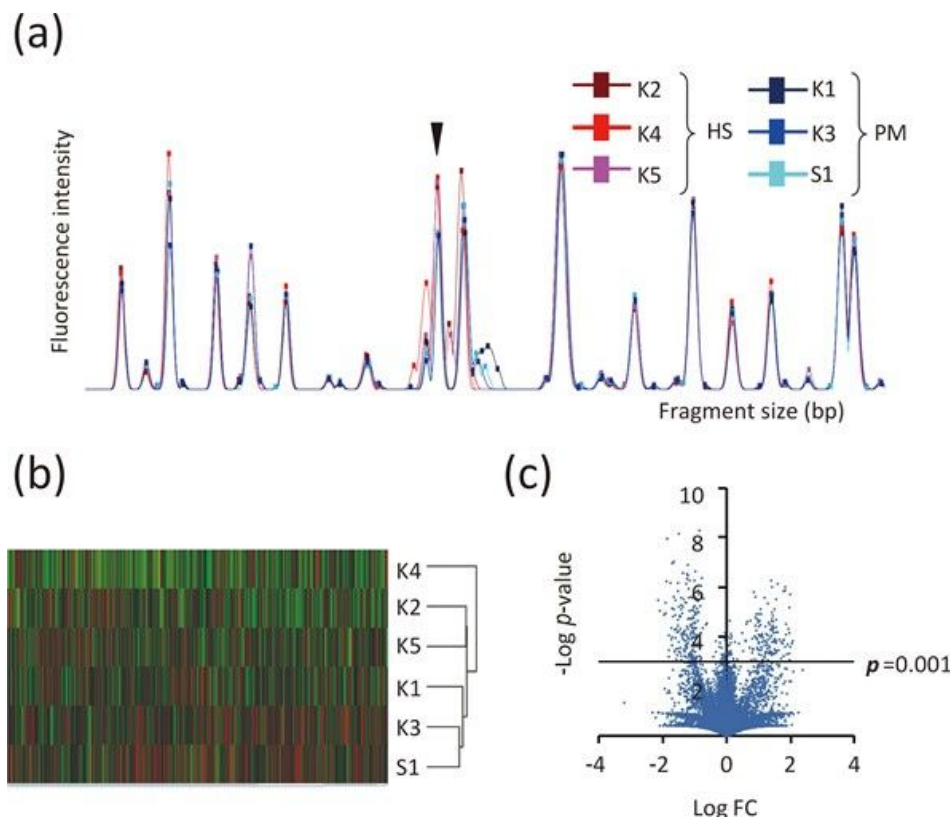 (a)
Fluorescence intensity
K2
K4
K5
HS
K1
K3
S1
PM
Fragment size (bp)
(b)
K4
K2
K5
K1
K3
S1
(c)
10
8
6
4
2
-Log p-value
p=0.001
-4 -2 0 2 4
Log FC